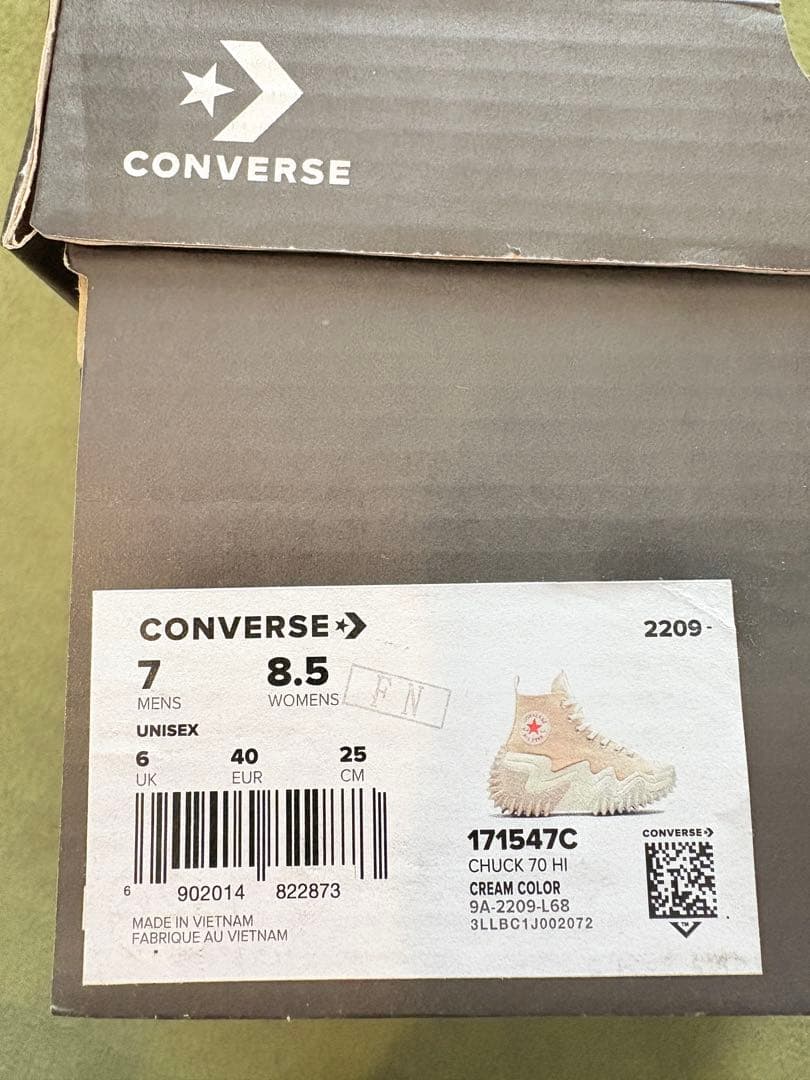 CONVERSE
CONVERSE
2209 -
7 8.5
MENS WOMENS
FN
UNISEX
6 40 25
UK EUR CM
6 902014 822873
MADE IN VIETNAM
FABRIQUE AU VIETNAM
171547C
CHUCK 70 HI
CREAM COLOR
9A-2209-L68
3LLBC1J002072
CONVERSE